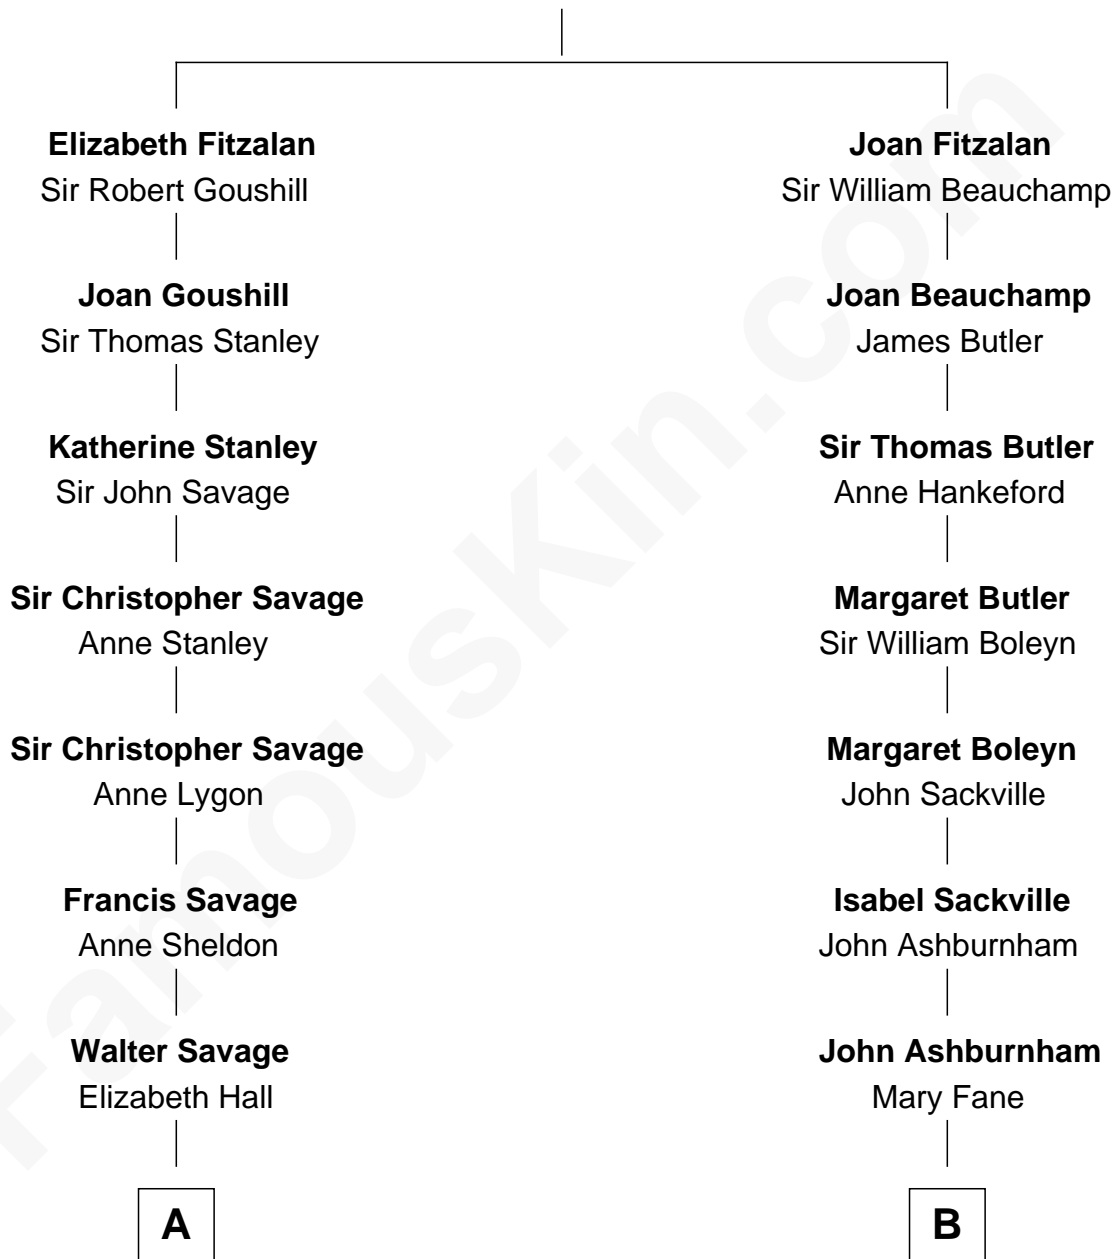 Elizabeth Fitzalan
Sir Robert Goushill
Joan Goushill
Sir Thomas Stanley
Katherine Stanley
Sir John Savage
Sir Christopher Savage
Anne Stanley
Sir Christopher Savage
Anne Lygon
Francis Savage
Anne Sheldon
Walter Savage
Elizabeth Hall
A
Joan Fitzalan
Sir William Beauchamp
Joan Beauchamp
James Butler
Sir Thomas Butler
Anne Hankeford
Margaret Butler
Sir William Boleyn
Margaret Boleyn
John Sackville
Isabel Sackville
John Ashburnham
John Ashburnham
Mary Fane
B
FamousKin.com